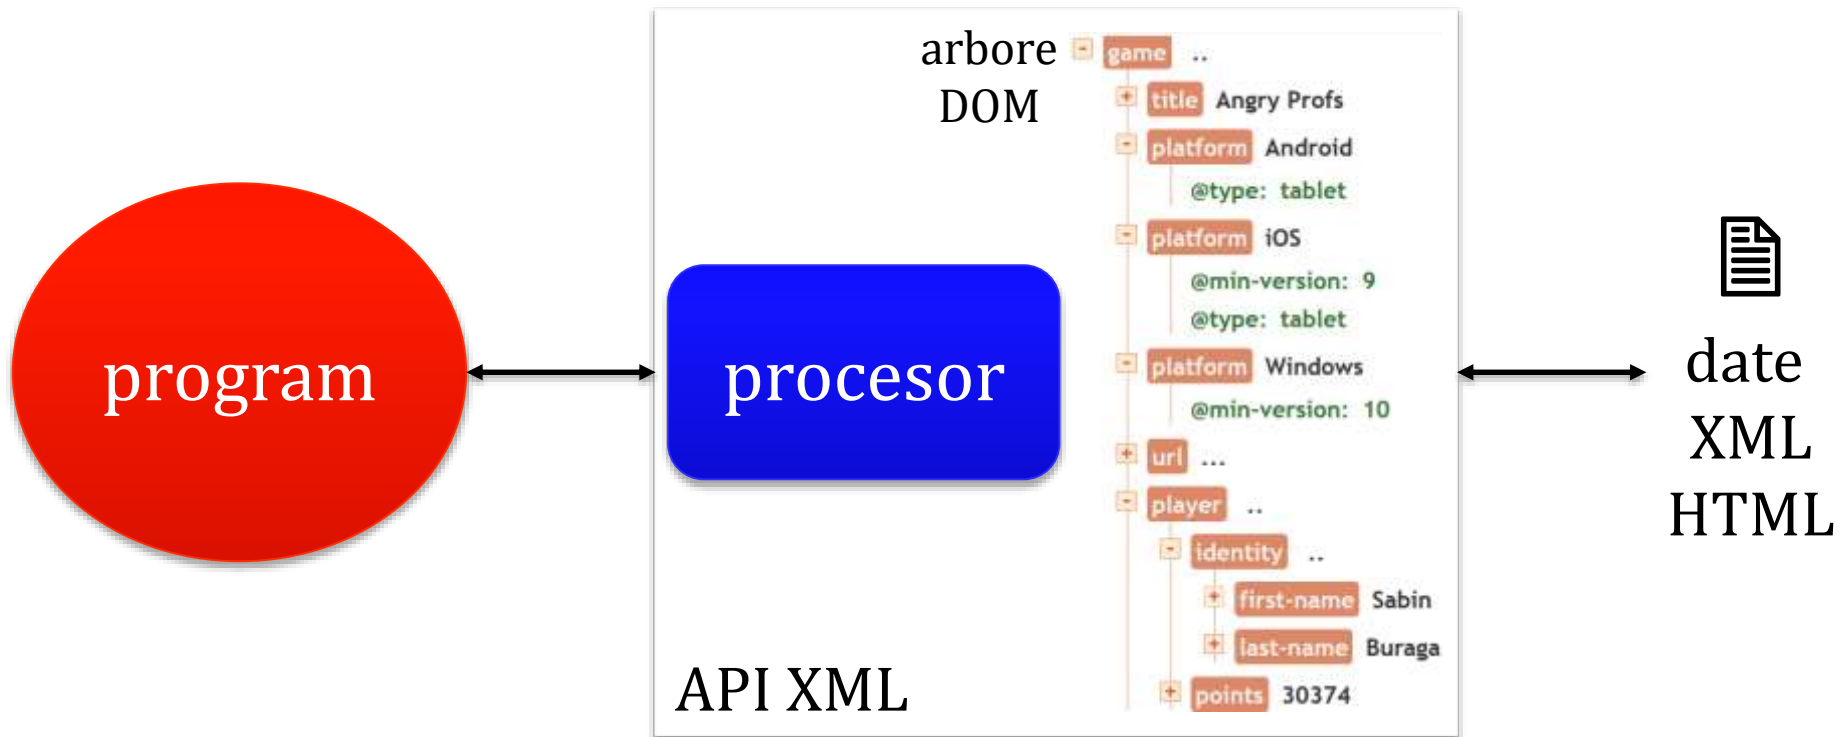 program
procesor
API XML
arbore
DOM
- game ..
+ title Angry Profs
- platform Android
@type: tablet
- platform iOS
@min-version: 9
@type: tablet
- platform Windows
@min-version: 10
+ url ...
- player ..
- identity ..
+ first-name Sabin
+ last-name Buraga
+ points 30374
date
XML
HTML